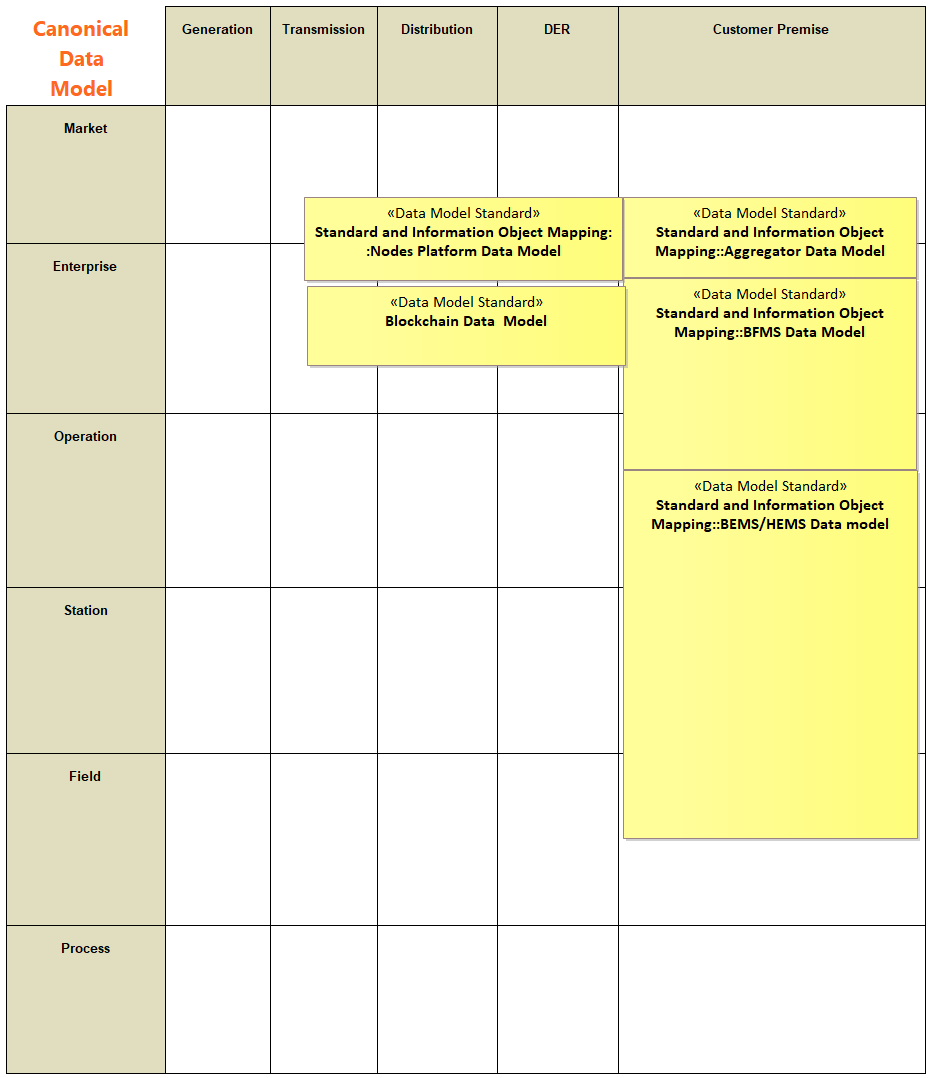 Canonical
Data
Model
Generation
Transmission
Distribution
DER
Customer Premise
Market
«Data Model Standard»
Standard and Information Object Mapping:
:Nodes Platform Data Model
«Data Model Standard»
Standard and Information Object
Mapping::Aggregator Data Model
Enterprise
«Data Model Standard»
Blockchain Data  Model
«Data Model Standard»
Standard and Information Object
Mapping::BFMS Data Model
Operation
«Data Model Standard»
Standard and Information Object
Mapping::BEMS/HEMS Data model
Station
Field
Process